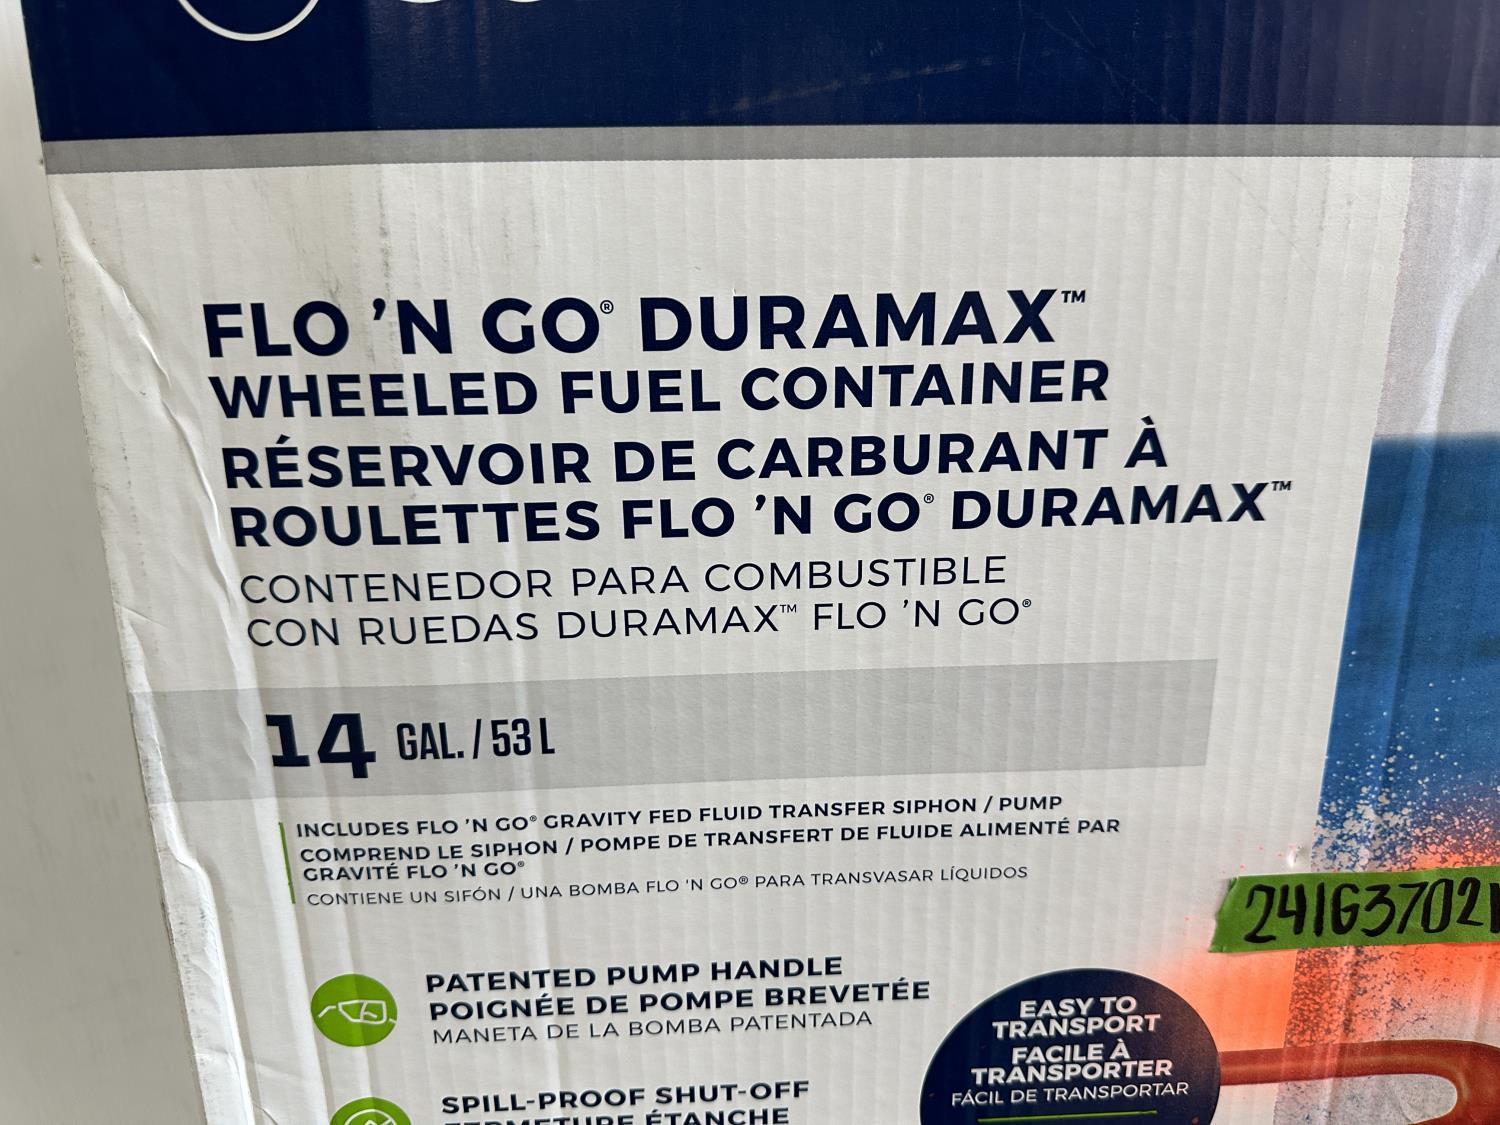 FLO 'N GO® DURAMAX™
WHEELED FUEL CONTAINER
RÉSERVOIR DE CARBURANT À
ROULETTES FLO 'N GO® DURAMAX™
CONTENEDOR PARA COMBUSTIBLE
CON RUEDAS DURAMAX™ FLO 'N GO®
14 GAL. / 53 L
INCLUDES FLO 'N GO® GRAVITY FED FLUID TRANSFER SIPHON / PUMP
COMPREND LE SIPHON / POMPE DE TRANSFERT DE FLUIDE ALIMENTÉ PAR
GRAVITÉ FLO 'N GO®
CONTIENE UN SIFÓN / UNA BOMBA FLO 'N GO® PARA TRANSVASAR LÍQUIDOS
24IG3702
PATENTED PUMP HANDLE
POIGNÉE DE POMPE BREVETÉE
MANETA DE LA BOMBA PATENTADA
EASY TO
TRANSPORT
FACILE À
TRANSPORTER
FÁCIL DE TRANSPORTAR
SPILL-PROOF SHUT-OFF
FERMETURE ÉTANCHE